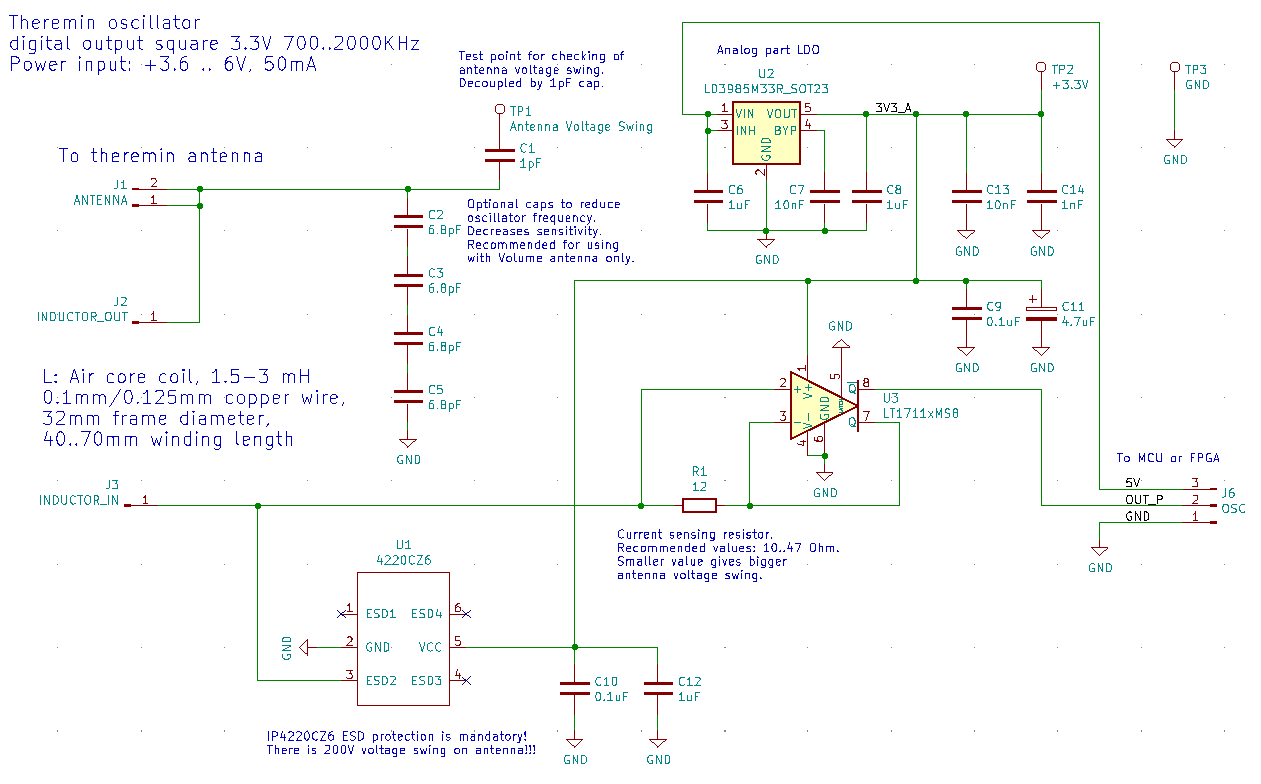 Theremin oscillator
digital output square 3.3V 700..2000KHz
Power input: +3.6 .. 6V, 50mA
Test point for checking of
antenna voltage swing.
Decoupled by 1pF cap.
TP1
Antenna Voltage Swing
C1
1pF
To theremin antenna
J1
ANTENNA
2
1
J2
INDUCTOR_OUT
1
C2
6.8pF
C3
6.8pF
C4
6.8pF
C5
6.8pF
GND
Optional caps to reduce
oscillator frequency.
Decreases sensitivity.
Recommended for using
with Volume antenna only.
L: Air core coil, 1.5-3 mH
0.1mm/0.125mm copper wire,
32mm frame diameter,
40..70mm winding length
J3
INDUCTOR_IN
1
Analog part LDO
U2
LD3985M33R_SOT23
1
VIN
VOUT
5
3
INH
BYP
4
GND
2
3V3_A
TP2
+3.3V
TP3
GND
GND
C6
1uF
C7
10nF
C8
1uF
C13
10nF
C14
1nF
GND
GND
GND
C9
0.1uF
C11
4.7uF
+
GND
GND
GND
1
5
2
+
V+
Q
8
3
-
V-
GND
Q
7
4
6
U3
LT1711xMS8
GND
R1
12
Current sensing resistor.
Recommended values: 10..47 Ohm.
Smaller value gives bigger
antenna voltage swing.
To MCU or FPGA
5V
3
OUT_P
2
GND
1
J6
OSC
GND
U1
4220CZ6
1
ESD1
ESD4
6
GND
2
GND
VCC
5
3
ESD2
ESD3
4
C10
0.1uF
C12
1uF
GND
GND
IP4220CZ6 ESD protection is mandatory!
There is 200V voltage swing on antenna!!!